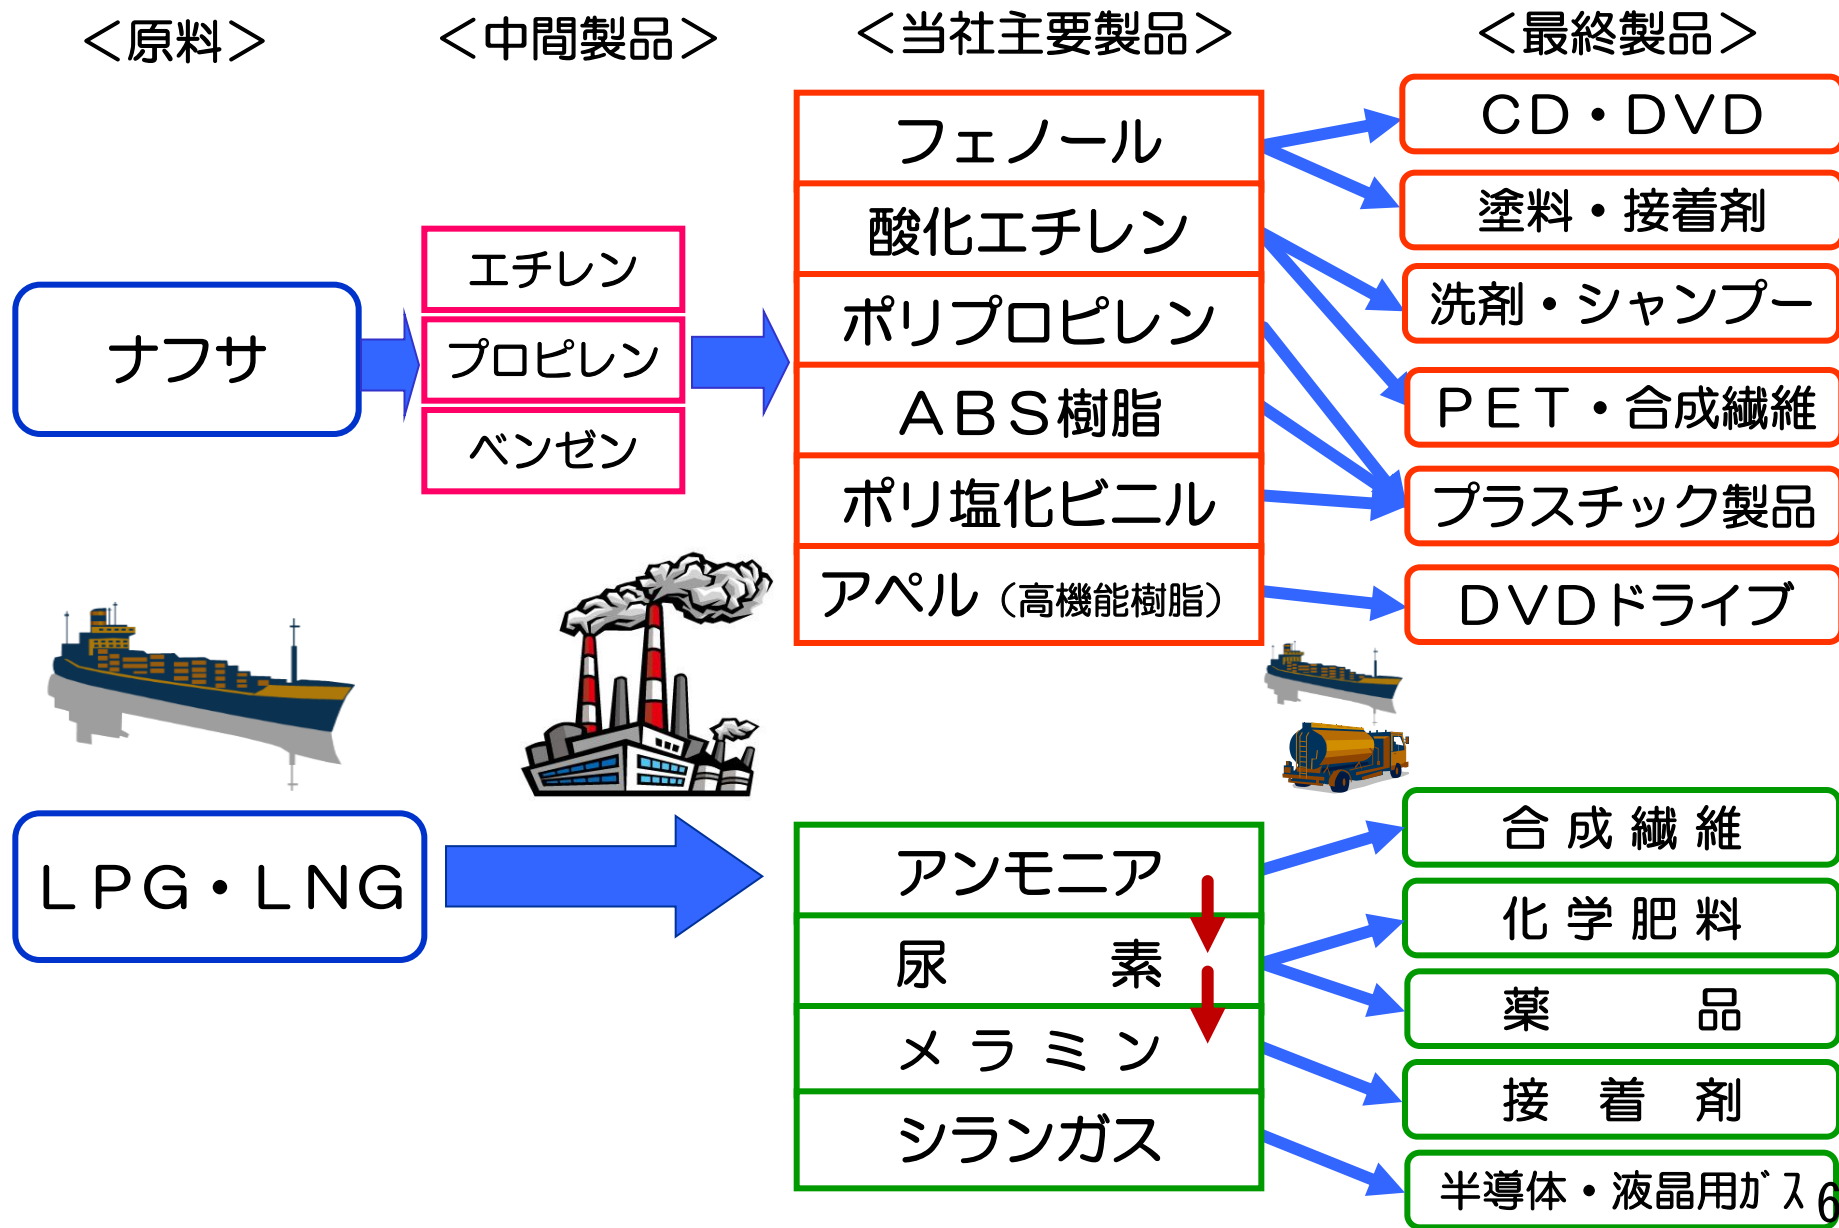 ＜原料＞
＜中間製品＞
＜当社主要製品＞
＜最終製品＞
ナフサ
エチレン
プロピレン
ベンゼン
フェノール
酸化エチレン
ポリプロピレン
ＡＢＳ樹脂
ポリ塩化ビニル
アペル（高機能樹脂）
ＣＤ・ＤＶＤ
塗料・接着剤
洗剤・シャンプー
ＰＥＴ・合成繊維
プラスチック製品
ＤＶＤドライブ
ＬＰＧ・ＬＮＧ
アンモニア
尿　　　素
メラミン
シランガス
合成繊維
化学肥料
薬　　　品
接　着　剤
半導体・液晶用ｶﾞｽ
6